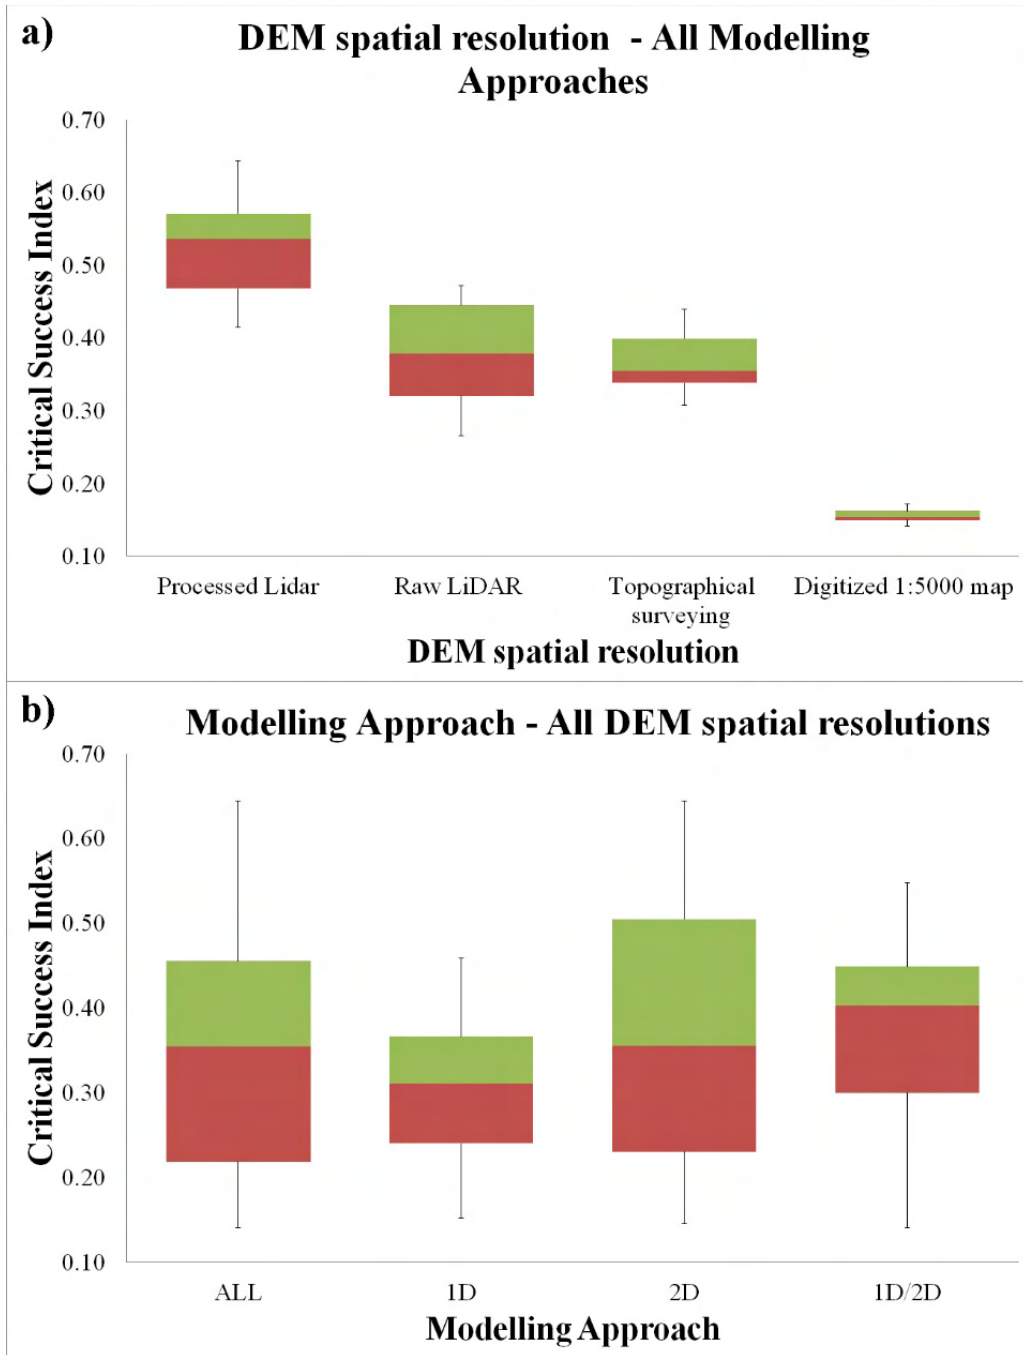 a)
DEM spatial resolution - All Modelling
Approaches
Critical Success Index
0.70
0.60
0.50
0.40
0.30
0.20
0.10
Processed Lidar
Raw LiDAR
Topographical
surveying
Digitized 1:5000 map
DEM spatial resolution
b)
Modelling Approach - All DEM spatial resolutions
Critical Success Index
0.70
0.60
0.50
0.40
0.30
0.20
0.10
ALL
1D
2D
1D/2D
Modelling Approach